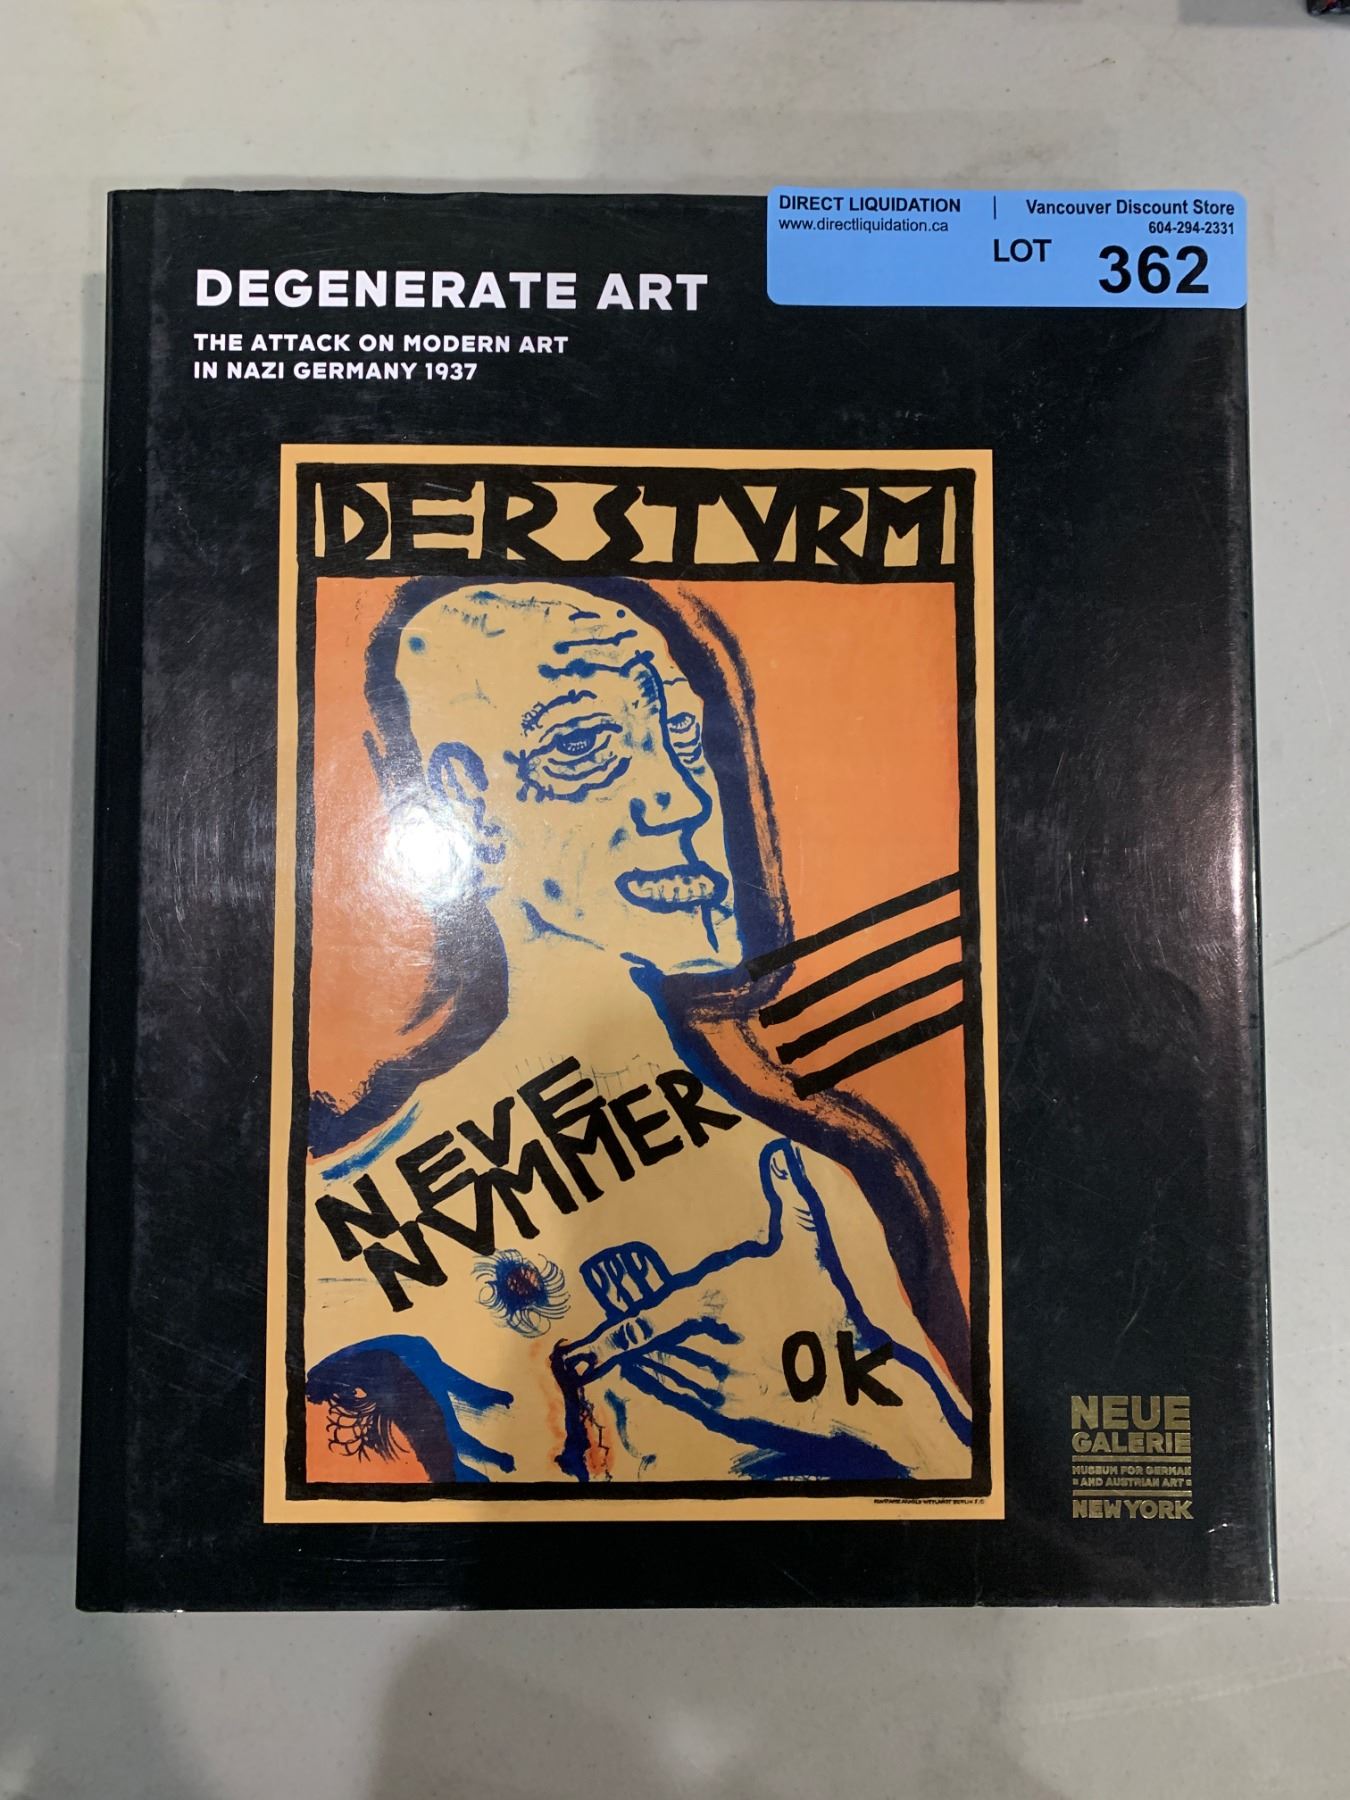 DIRECT LIQUIDATION | Vancouver Discount Store
www.directliquidation.ca 604-294-2331
LOT 362
DEGENERATE ART
THE ATTACK ON MODERN ART
IN NAZI GERMANY 1937
DER STVRM
NEVE
NVMMER
OK
NEUE
GALERIE
MUSEUM FOR GERMAN
AND AUSTRIAN ART
NEW YORK